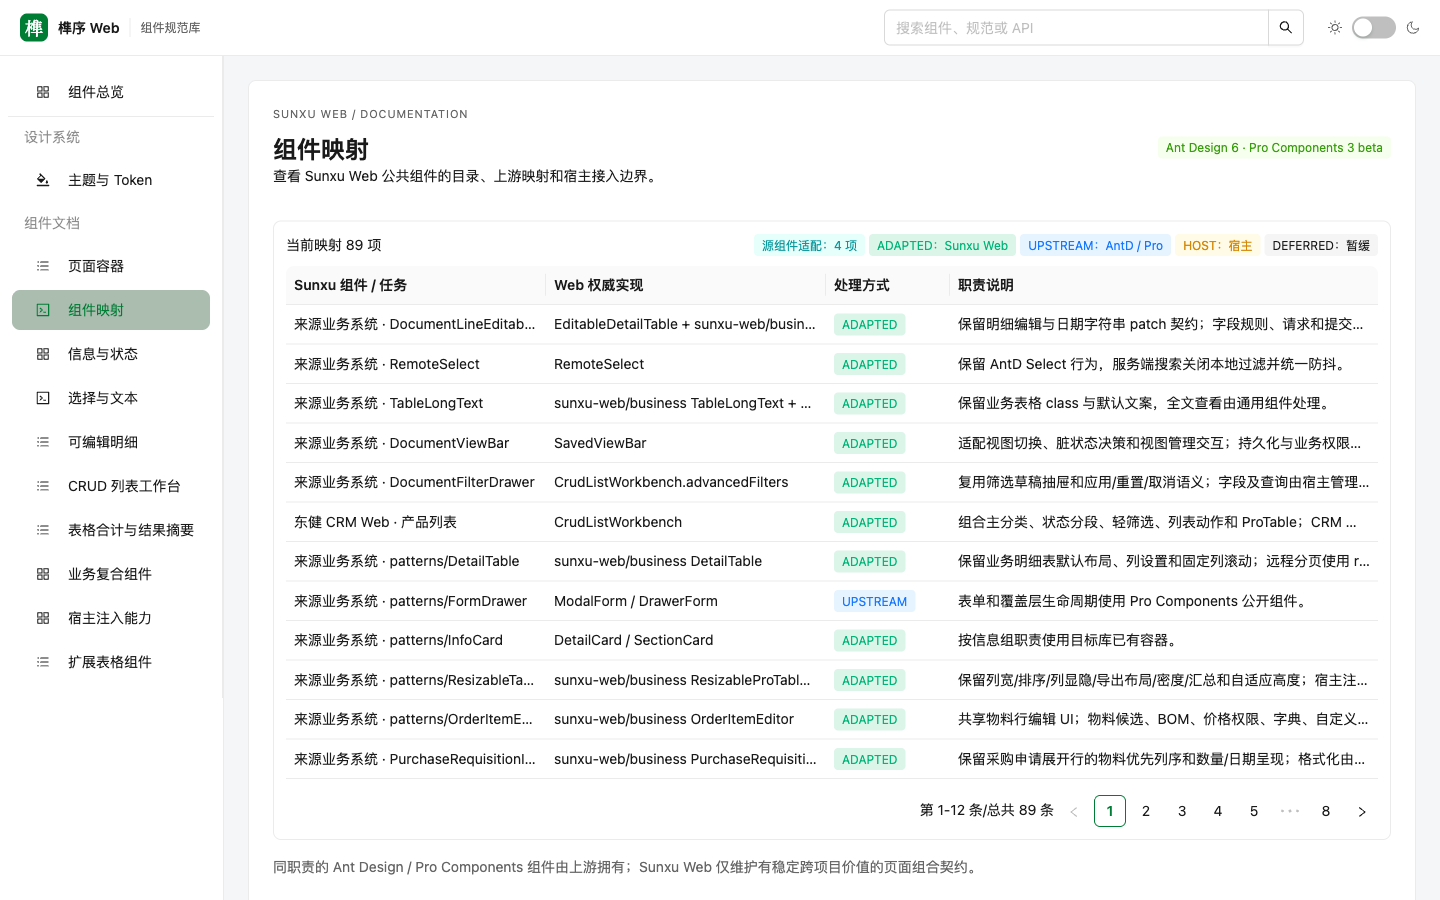 榫
榫序 Web
组件规范库
搜索组件、规范或 API
组件总览
设计系统
主题与 Token
组件文档
页面容器
组件映射
信息与状态
选择与文本
可编辑明细
CRUD 列表工作台
表格合计与结果摘要
业务复合组件
宿主注入能力
扩展表格组件
SUNXU WEB / DOCUMENTATION
组件映射
Ant Design 6 · Pro Components 3 beta
查看 Sunxu Web 公共组件的目录、上游映射和宿主接入边界。
当前映射 89 项
源组件适配：4 项 ADAPTED：Sunxu Web UPSTREAM：AntD / Pro HOST：宿主 DEFERRED：暂缓
Sunxu 组件 / 任务 Web 权威实现 处理方式 职责说明
来源业务系统 · DocumentLineEditab... EditableDetailTable + sunxu-web/busin... ADAPTED 保留明细编辑与日期字符串 patch 契约；字段规则、请求和提交...
来源业务系统 · RemoteSelect RemoteSelect ADAPTED 保留 AntD Select 行为，服务端搜索关闭本地过滤并统一防抖。
来源业务系统 · TableLongText sunxu-web/business TableLongText + ... ADAPTED 保留业务表格 class 与默认文案，全文查看由通用组件处理。
来源业务系统 · DocumentViewBar SavedViewBar ADAPTED 适配视图切换、脏状态决策和视图管理交互；持久化与业务权限...
来源业务系统 · DocumentFilterDrawer CrudListWorkbench.advancedFilters ADAPTED 复用筛选草稿抽屉和应用/重置/取消语义；字段及查询由宿主管理...
东健 CRM Web · 产品列表 CrudListWorkbench ADAPTED 组合主分类、状态分段、轻筛选、列表动作和 ProTable；CRM ...
来源业务系统 · patterns/DetailTable sunxu-web/business DetailTable ADAPTED 保留业务明细表默认布局、列设置和固定列滚动；远程分页使用 r...
来源业务系统 · patterns/FormDrawer ModalForm / DrawerForm UPSTREAM 表单和覆盖层生命周期使用 Pro Components 公开组件。
来源业务系统 · patterns/InfoCard DetailCard / SectionCard ADAPTED 按信息组职责使用目标库已有容器。
来源业务系统 · patterns/ResizableTa... sunxu-web/business ResizableProTabl... ADAPTED 保留列宽/排序/列显隐/导出布局/密度/汇总和自适应高度；宿主注...
来源业务系统 · patterns/OrderItemE... sunxu-web/business OrderItemEditor ADAPTED 共享物料行编辑 UI；物料候选、BOM、价格权限、字典、自定义...
来源业务系统 · PurchaseRequisitionI... sunxu-web/business PurchaseRequisiti... ADAPTED 保留采购申请展开行的物料优先列序和数量/日期呈现；格式化由...
第 1-12 条/总共 89 条 < 1 2 3 4 5 ··· 8 >
同职责的 Ant Design / Pro Components 组件由上游拥有；Sunxu Web 仅维护有稳定跨项目价值的页面组合契约。